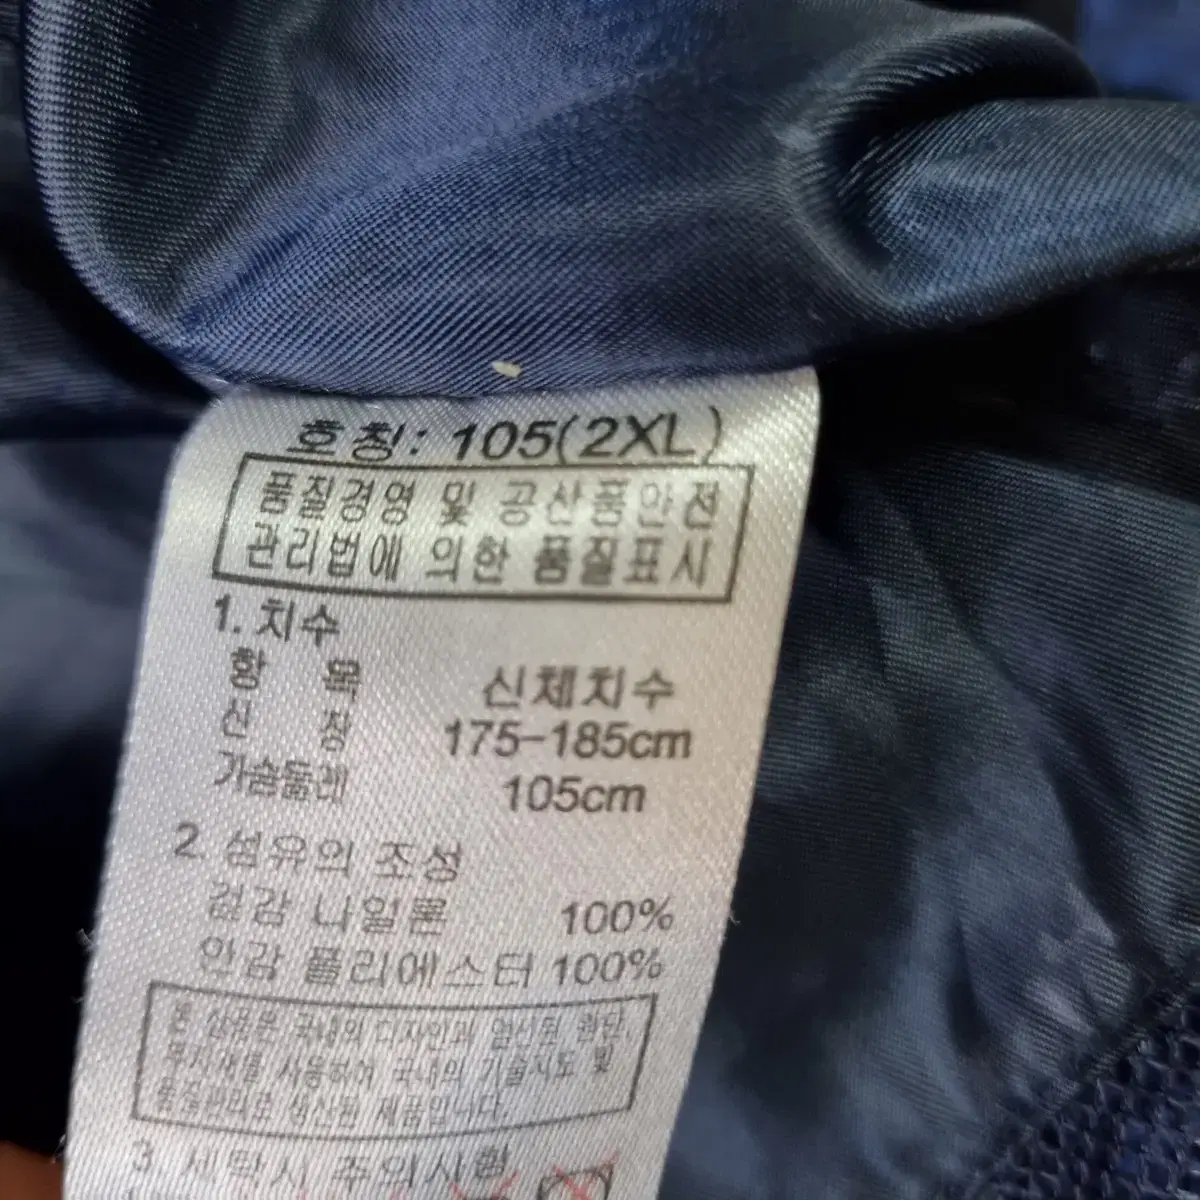 호칭: 105(2XL)
품질경영 및 공산품안전
관리법에 의한 품질표시
1. 치수
항 목 신체치수
신 장 175-185cm
가슴둘레 105cm
2. 섬유의 조성
겉감 나일론 100%
안감 폴리에스터 100%
본 상품은 국내의 디자인과 엄선된 원단,
부자재를 사용하여 국내의 기술지도 및
품질관리로 생산된 제품입니다.
3. 세탁시 주의사항